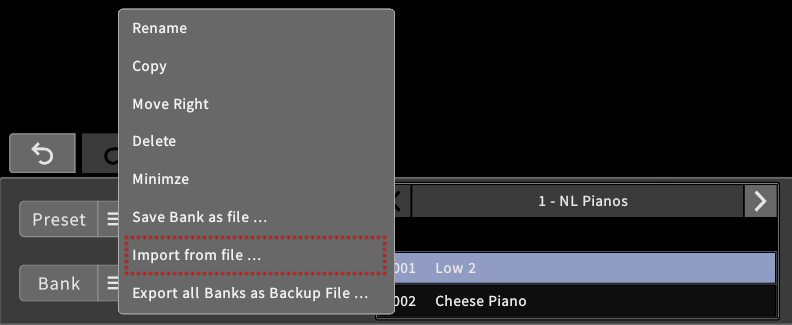 Rename
Copy
Move Right
Delete
Minimze
Save Bank as file ...
Import from file ...
Export all Banks as Backup File ...
Preset
Bank
1 - NL Pianos
001 Low 2
002 Cheese Piano